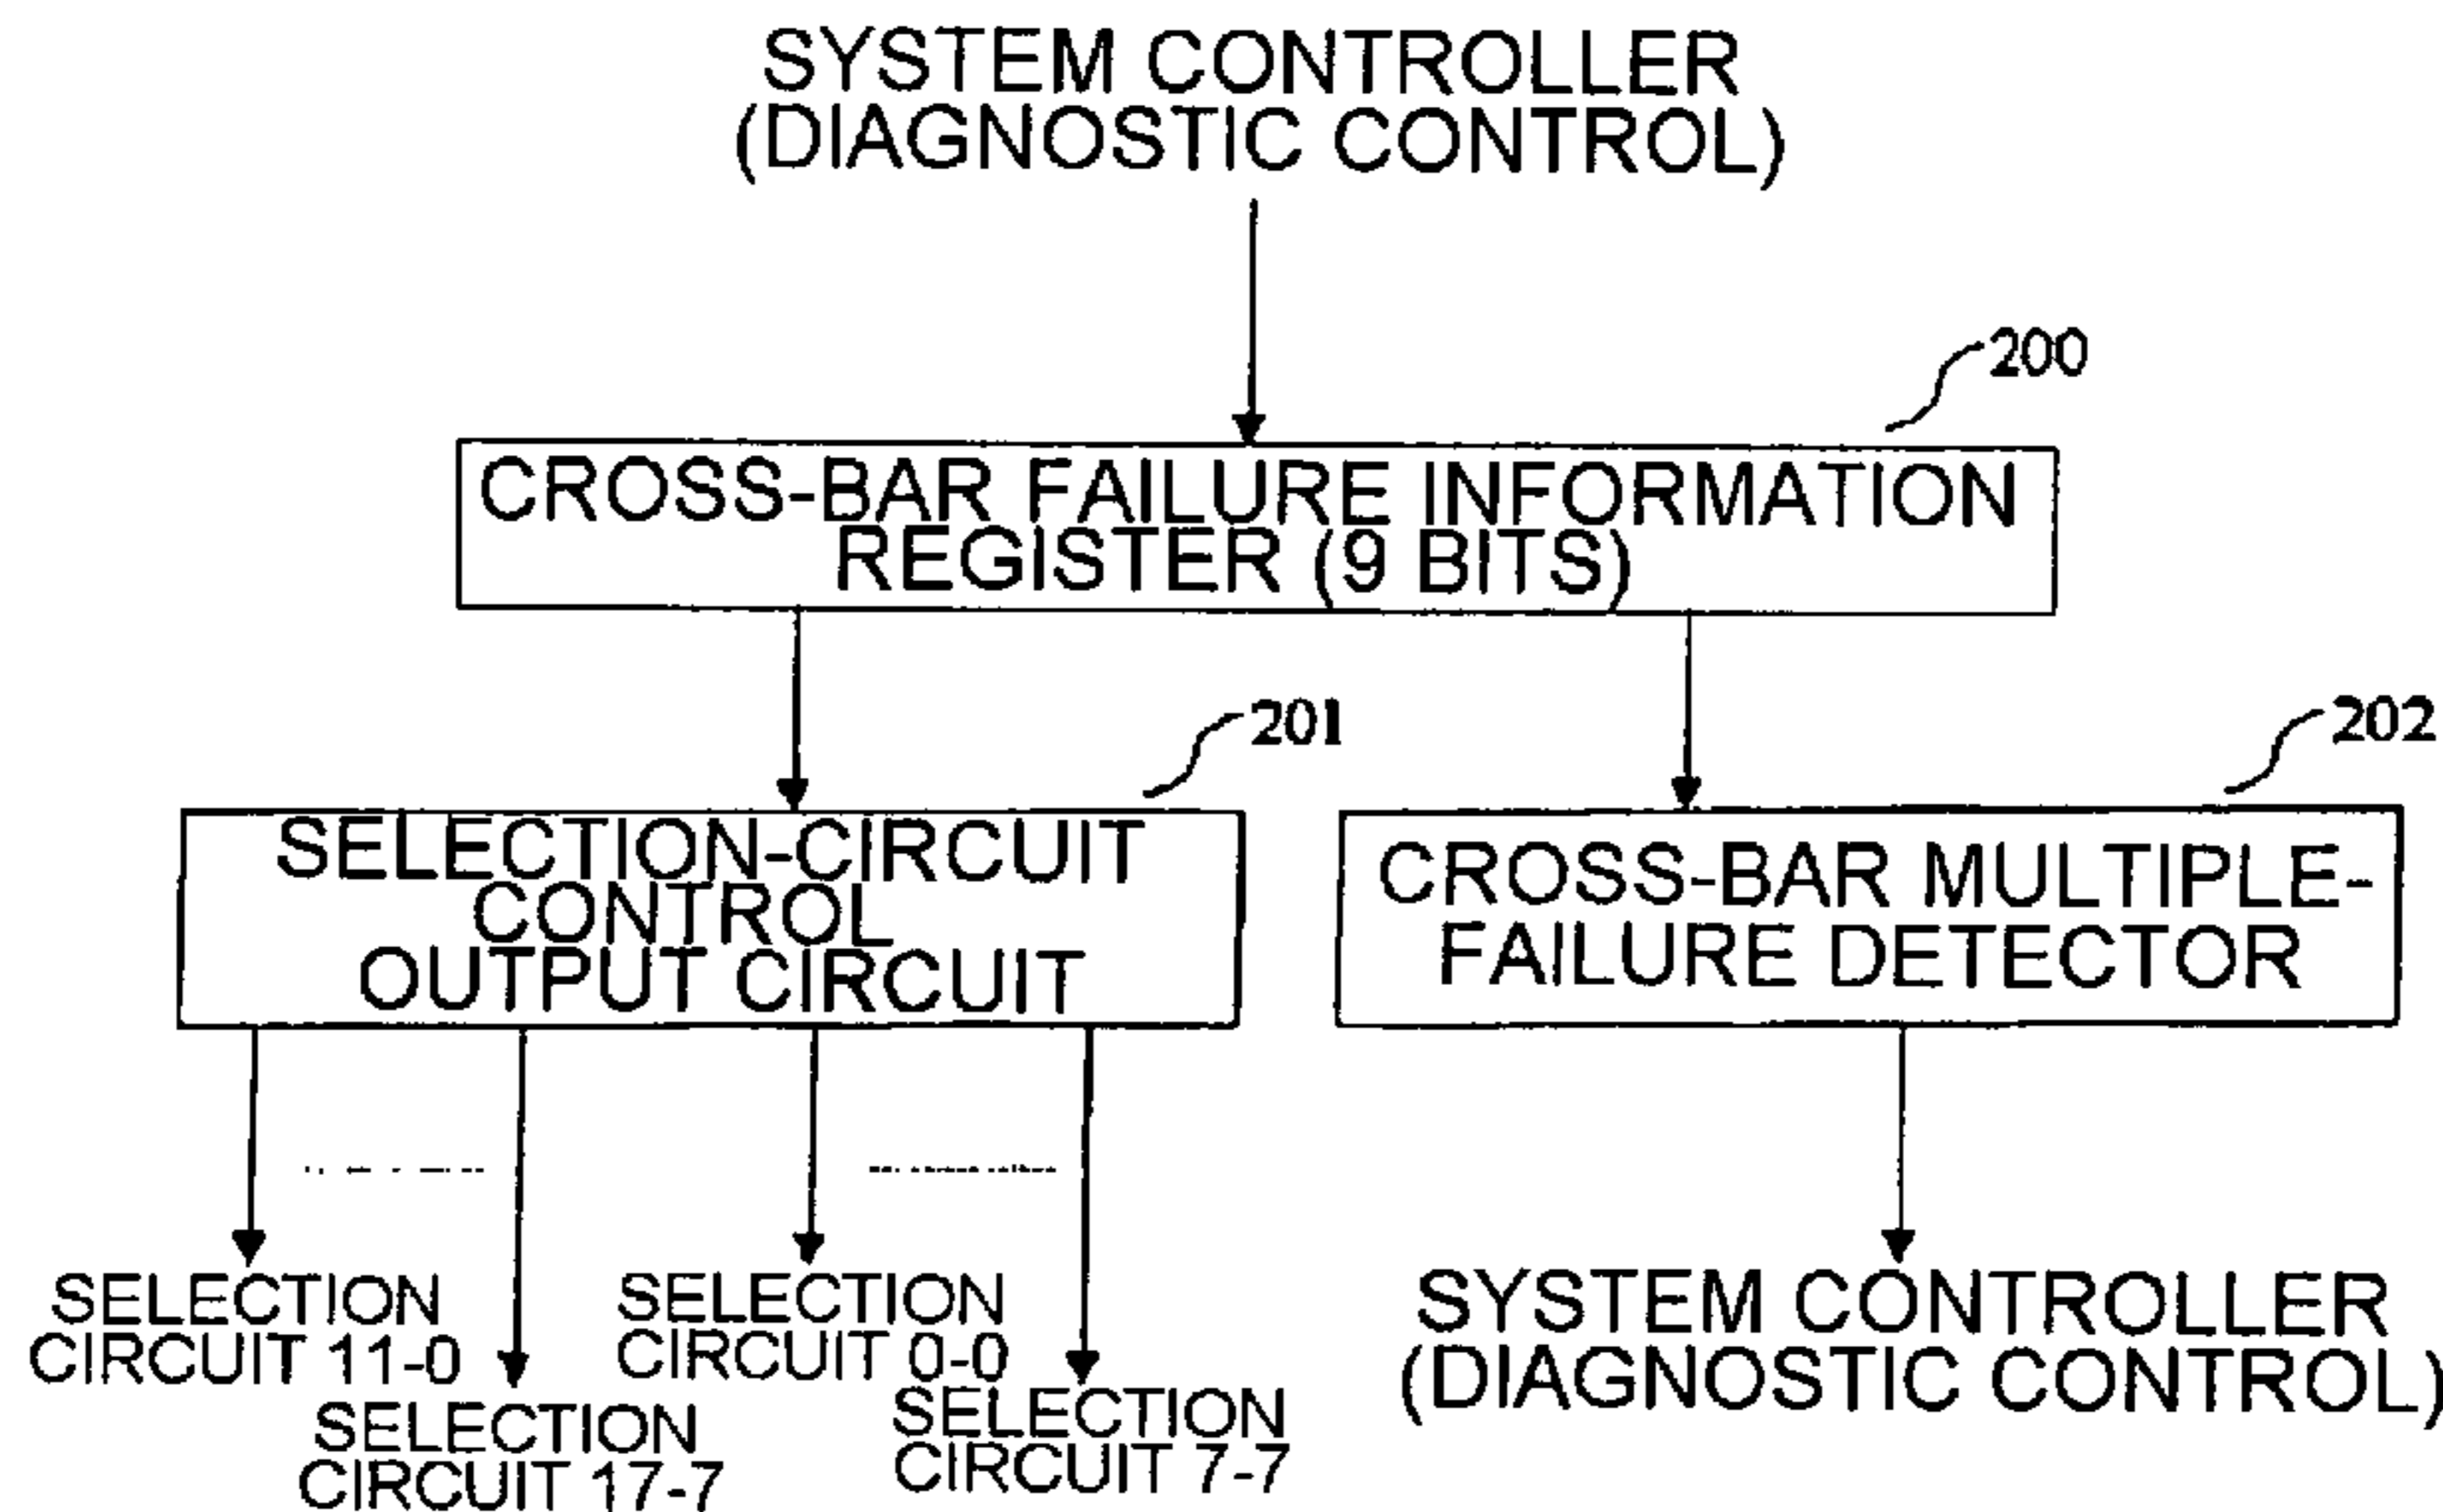 SYSTEM CONTROLLER
(DIAGNOSTIC CONTROL)
200
CROSS-BAR FAILURE INFORMATION
REGISTER (9 BITS)
201
202
SELECTION-CIRCUIT
CONTROL
OUTPUT CIRCUIT
CROSS-BAR MULTIPLE-
FAILURE DETECTOR
SELECTION
CIRCUIT 11-0
SELECTION
CIRCUIT 17-7
SELECTION
CIRCUIT 0-0
SELECTION
CIRCUIT 7-7
SYSTEM CONTROLLER
(DIAGNOSTIC CONTROL)